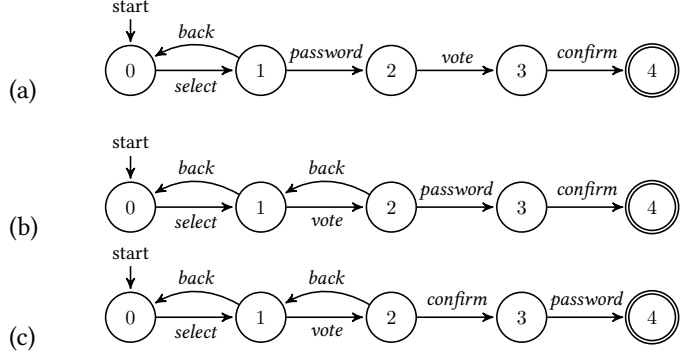 start
back
password vote confirm
(a) 0 1 2 3 4
select
start
back back
password confirm
(b) 0 1 2 3 4
select vote
start
back back
confirm password
(c) 0 1 2 3 4
select vote